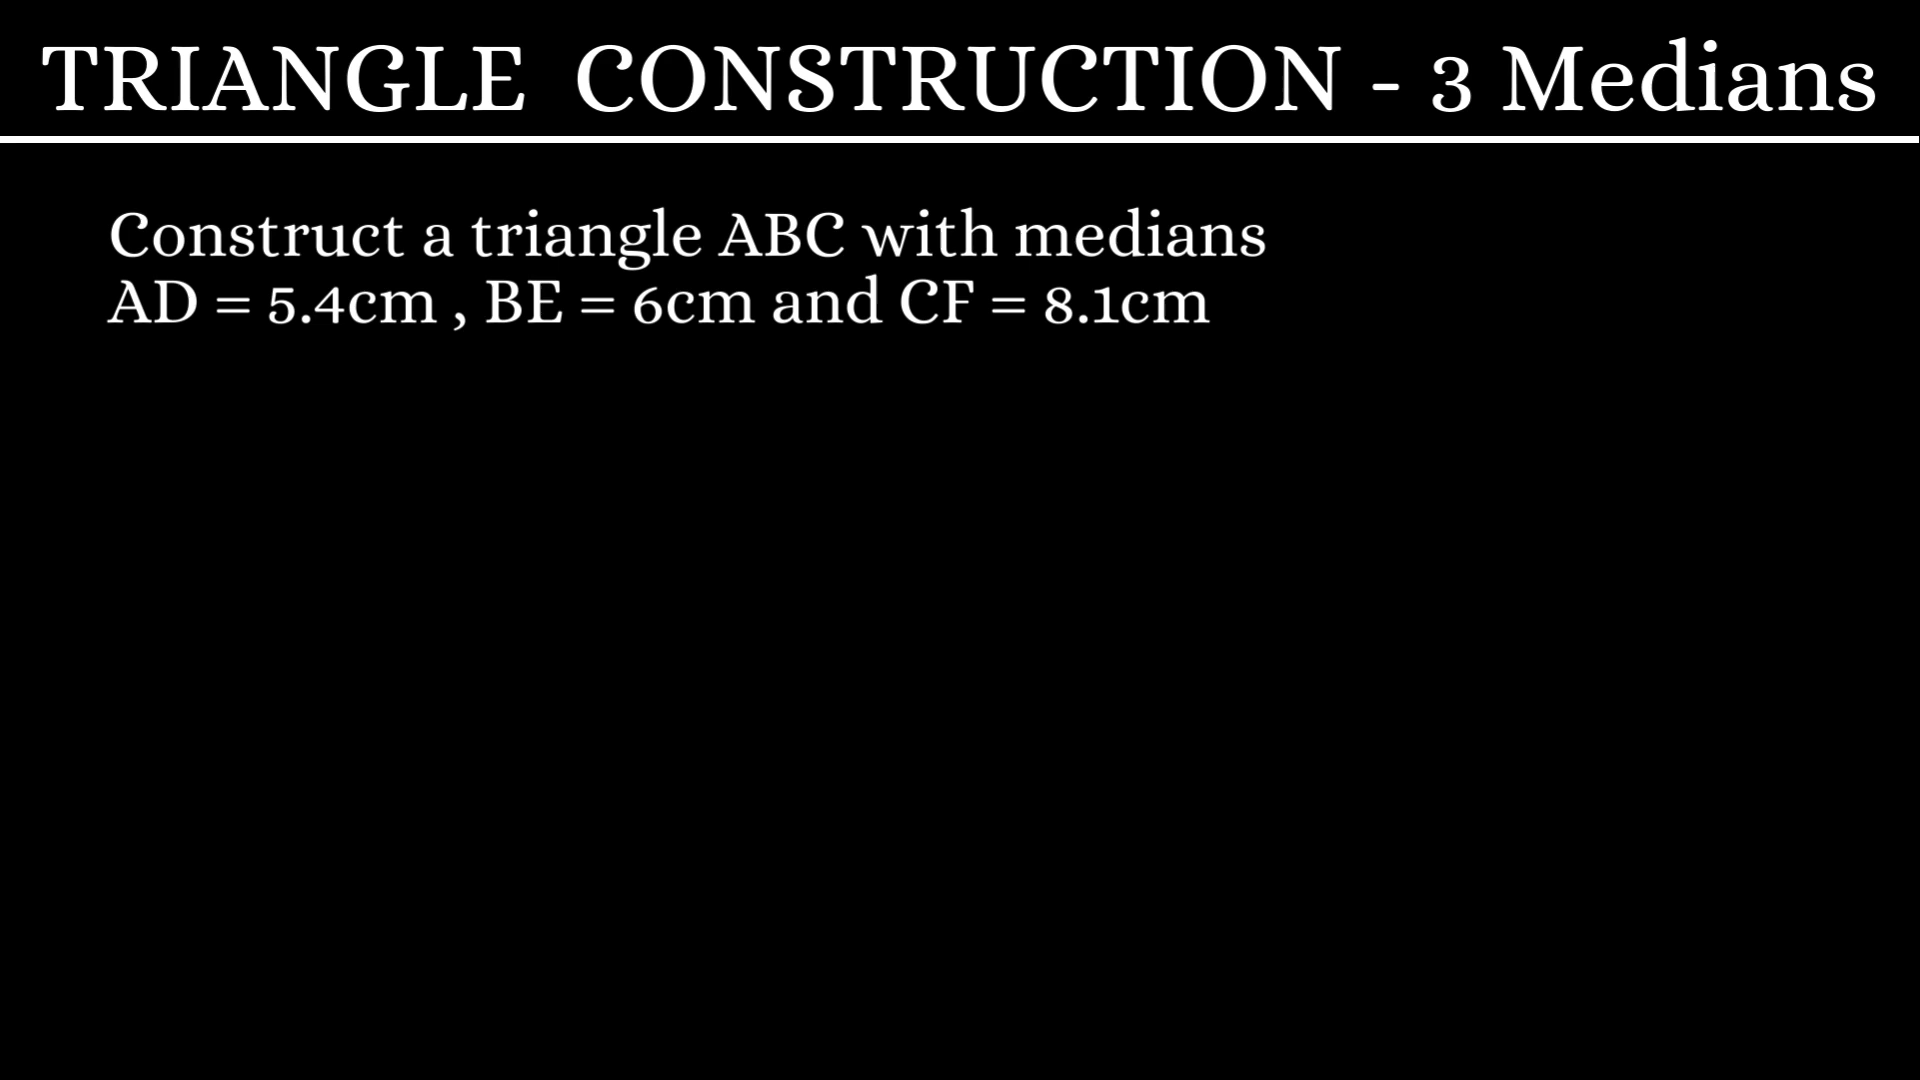 TRIANGLE CONSTRUCTION - 3 Medians
Construct a triangle ABC with medians
AD = 5.4cm , BE = 6cm and CF = 8.1cm